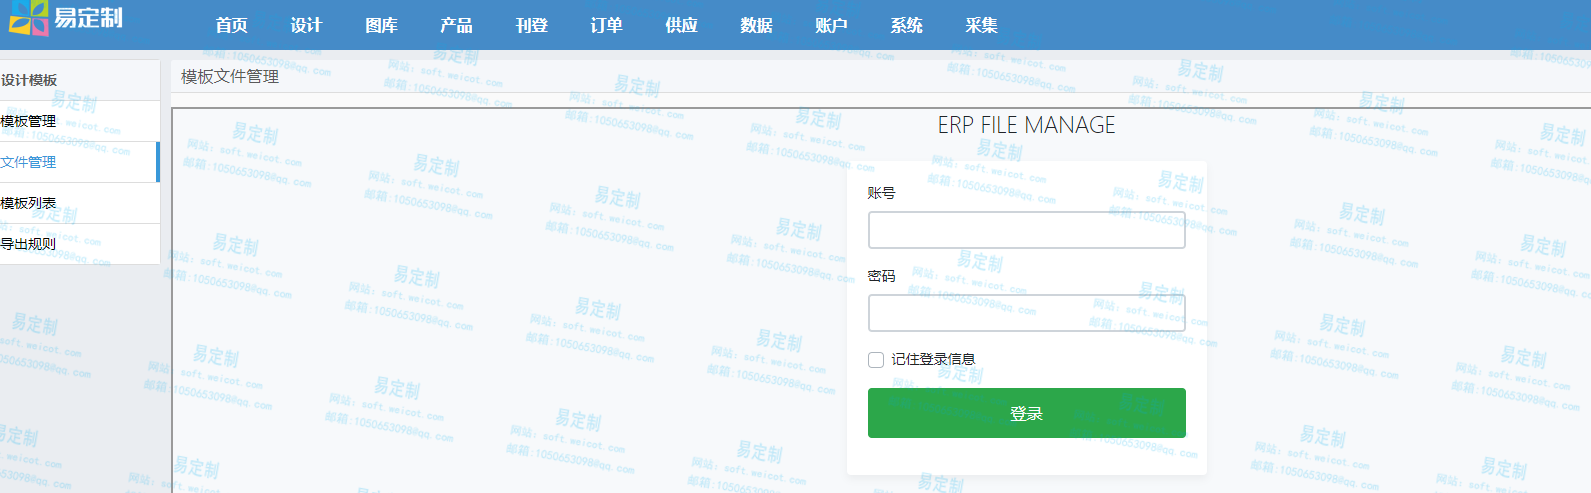 易定制
首页 设计 图库 产品 刊登 订单 供应 数据 账户 系统 采集
设计模板
模板管理
文件管理
模板列表
导出规则
模板文件管理
ERP FILE MANAGE
账号
密码
记住登录信息
登录
易定制
网站：soft.weicot.com
邮箱:1050653098@qq.com